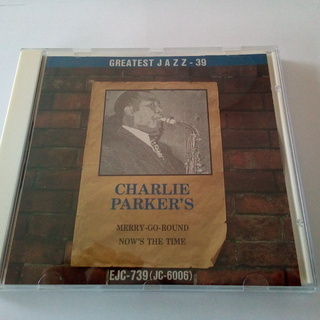 GREATEST JAZZ-39
CHARLIE
PARKER'S
MERRY-GO-ROUND
NOW'S THE TIME
EJC-739(JC-6006)